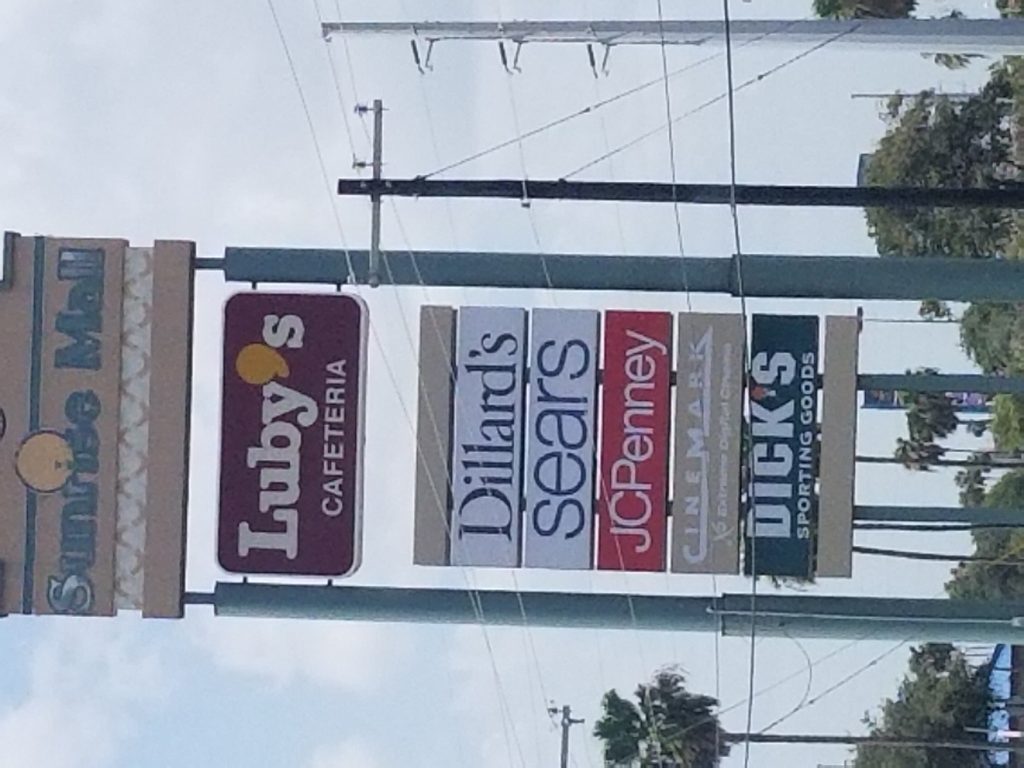 Sunrise Mall
Luby's
CAFETERIA
Dillard's
sears
JCPenney
CINEMARK
DICK'S
SPORTING GOODS